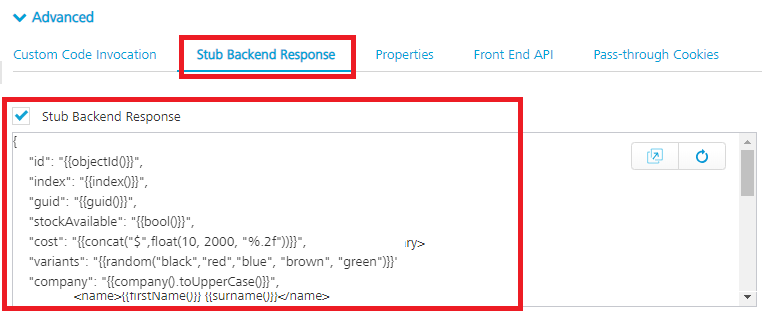 Advanced
Custom Code Invocation Stub Backend Response Properties Front End API Pass-through Cookies
Stub Backend Response
{
"id": "{{objectId()}}",
"index": "{{index()}}",
"guid": "{{guid()}}",
"stockAvailable": "{{bool()}}",
"cost": "{{concat("$",float(10, 2000, "%.2f"))}}", ry>
"variants": "{{random("black","red","blue", "brown", "green")}}"
"company": "{{company().toUpperCase()}}",
<name>{{firstName()}} {{surname()}}</name>